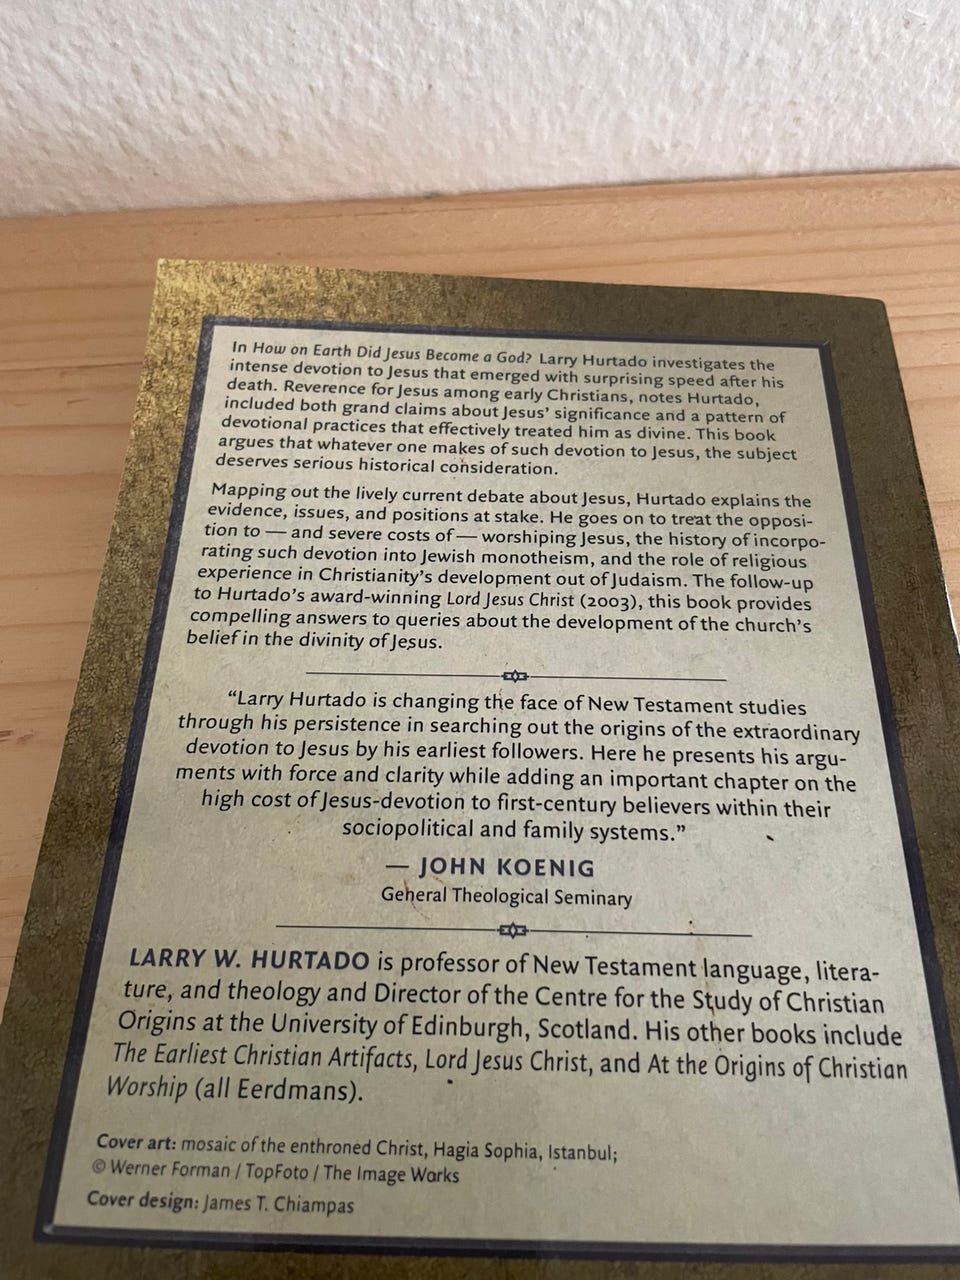 In How on Earth Did Jesus Become a God? Larry Hurtado investigates the
intense devotion to Jesus that emerged with surprising speed after his
death. Reverence for Jesus among early Christians, notes Hurtado,
included both grand claims about Jesus’ significance and a pattern of
devotional practices that effectively treated him as divine. This book
argues that whatever one makes of such devotion to Jesus, the subject
deserves serious historical consideration.
Mapping out the lively current debate about Jesus, Hurtado explains the
evidence, issues, and positions at stake. He goes on to treat the opposi-
tion to — and severe costs of — worshiping Jesus, the history of incorpo-
rating such devotion into Jewish monotheism, and the role of religious
experience in Christianity’s development out of Judaism. The follow-up
to Hurtado’s award-winning Lord Jesus Christ (2003), this book provides
compelling answers to queries about the development of the church’s
belief in the divinity of Jesus.
“Larry Hurtado is changing the face of New Testament studies
through his persistence in searching out the origins of the extraordinary
devotion to Jesus by his earliest followers. Here he presents his argu-
ments with force and clarity while adding an important chapter on the
high cost of Jesus-devotion to first-century believers within their
sociopolitical and family systems.”
— JOHN KOENIG
General Theological Seminary
LARRY W. HURTADO is professor of New Testament language, litera-
ture, and theology and Director of the Centre for the Study of Christian
Origins at the University of Edinburgh, Scotland. His other books include
The Earliest Christian Artifacts, Lord Jesus Christ, and At the Origins of Christian
Worship (all Eerdmans).
Cover art: mosaic of the enthroned Christ, Hagia Sophia, Istanbul;
© Werner Forman / TopFoto / The Image Works
Cover design: James T. Chiampas